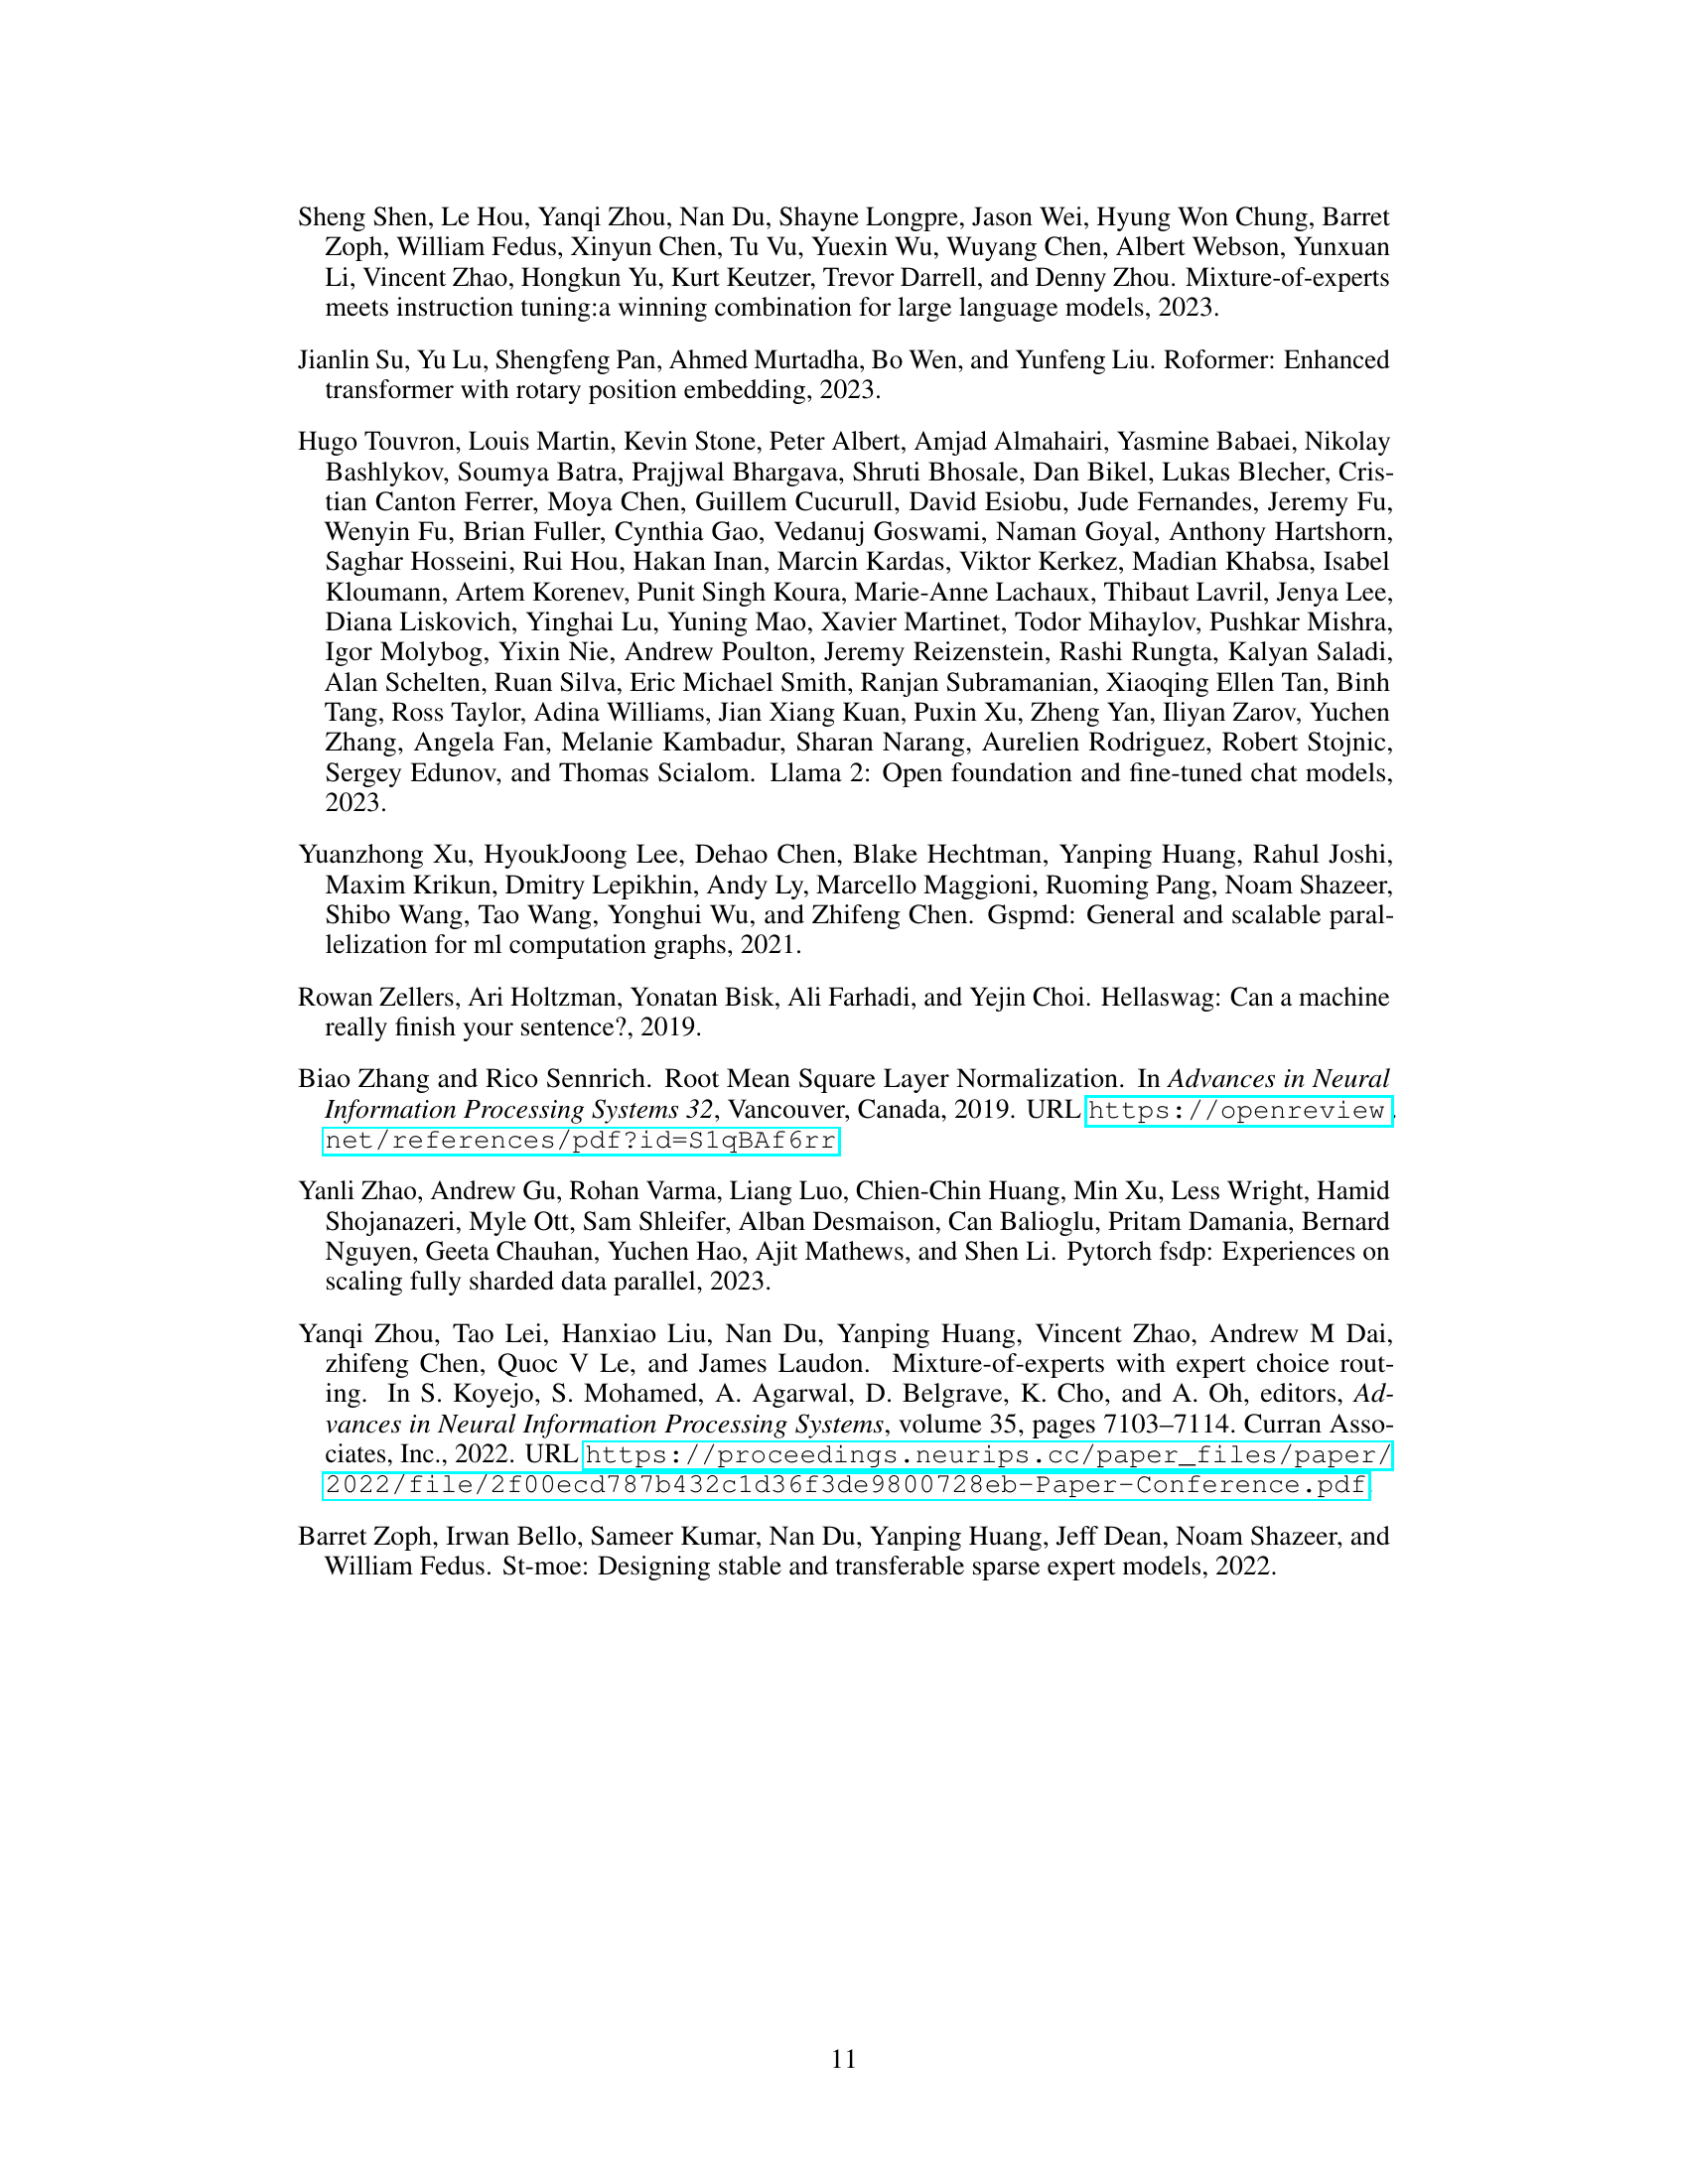 Sheng Shen, Le Hou, Yanqi Zhou, Nan Du, Shayne Longpre, Jason Wei, Hyung Won Chung, Barret
Zoph, William Fedus, Xinyun Chen, Tu Vu, Yuexin Wu, Wuyang Chen, Albert Webson, Yunxuan
Li, Vincent Zhao, Hongkun Yu, Kurt Keutzer, Trevor Darrell, and Denny Zhou. Mixture-of-experts
meets instruction tuning:a winning combination for large language models, 2023.
Jianlin Su, Yu Lu, Shengfeng Pan, Ahmed Murtadha, Bo Wen, and Yunfeng Liu. Roformer: Enhanced
transformer with rotary position embedding, 2023.
Hugo Touvron, Louis Martin, Kevin Stone, Peter Albert, Amjad Almahairi, Yasmine Babaei, Nikolay
Bashlykov, Soumya Batra, Prajjwal Bhargava, Shruti Bhosale, Dan Bikel, Lukas Blecher, Cris-
tian Canton Ferrer, Moya Chen, Guillem Cucurull, David Esiobu, Jude Fernandes, Jeremy Fu,
Wenyin Fu, Brian Fuller, Cynthia Gao, Vedanuj Goswami, Naman Goyal, Anthony Hartshorn,
Saghar Hosseini, Rui Hou, Hakan Inan, Marcin Kardas, Viktor Kerkez, Madian Khabsa, Isabel
Kloumann, Artem Korenev, Punit Singh Koura, Marie-Anne Lachaux, Thibaut Lavril, Jenya Lee,
Diana Liskovich, Yinghai Lu, Yuning Mao, Xavier Martinet, Todor Mihaylov, Pushkar Mishra,
Igor Molybog, Yixin Nie, Andrew Poulton, Jeremy Reizenstein, Rashi Rungta, Kalyan Saladi,
Alan Schelten, Ruan Silva, Eric Michael Smith, Ranjan Subramanian, Xiaoqing Ellen Tan, Binh
Tang, Ross Taylor, Adina Williams, Jian Xiang Kuan, Puxin Xu, Zheng Yan, Iliyan Zarov, Yuchen
Zhang, Angela Fan, Melanie Kambadur, Sharan Narang, Aurelien Rodriguez, Robert Stojnic,
Sergey Edunov, and Thomas Scialom. Llama 2: Open foundation and fine-tuned chat models,
2023.
Yuanzhong Xu, HyoukJoong Lee, Dehao Chen, Blake Hechtman, Yanping Huang, Rahul Joshi,
Maxim Krikun, Dmitry Lepikhin, Andy Ly, Marcello Maggioni, Ruoming Pang, Noam Shazeer,
Shibo Wang, Tao Wang, Yonghui Wu, and Zhifeng Chen. Gspmd: General and scalable paral-
lelization for ml computation graphs, 2021.
Rowan Zellers, Ari Holtzman, Yonatan Bisk, Ali Farhadi, and Yejin Choi. Hellaswag: Can a machine
really finish your sentence?, 2019.
Biao Zhang and Rico Sennrich. Root Mean Square Layer Normalization. In Advances in Neural
Information Processing Systems 32, Vancouver, Canada, 2019. URL https://openreview.
net/references/pdf?id=S1qBAf6rr
Yanli Zhao, Andrew Gu, Rohan Varma, Liang Luo, Chien-Chin Huang, Min Xu, Less Wright, Hamid
Shojanazeri, Myle Ott, Sam Shleifer, Alban Desmaison, Can Balioglu, Pritam Damania, Bernard
Nguyen, Geeta Chauhan, Yuchen Hao, Ajit Mathews, and Shen Li. Pytorch fsdp: Experiences on
scaling fully sharded data parallel, 2023.
Yanqi Zhou, Tao Lei, Hanxiao Liu, Nan Du, Yanping Huang, Vincent Zhao, Andrew M Dai,
zhifeng Chen, Quoc V Le, and James Laudon. Mixture-of-experts with expert choice rout-
ing. In S. Koyejo, S. Mohamed, A. Agarwal, D. Belgrave, K. Cho, and A. Oh, editors, Ad-
vances in Neural Information Processing Systems, volume 35, pages 7103–7114. Curran Asso-
ciates, Inc., 2022. URL https://proceedings.neurips.cc/paper_files/paper/
2022/file/2f00ecd787b432c1d36f3de9800728eb-Paper-Conference.pdf
Barret Zoph, Irwan Bello, Sameer Kumar, Nan Du, Yanping Huang, Jeff Dean, Noam Shazeer, and
William Fedus. St-moe: Designing stable and transferable sparse expert models, 2022.
11